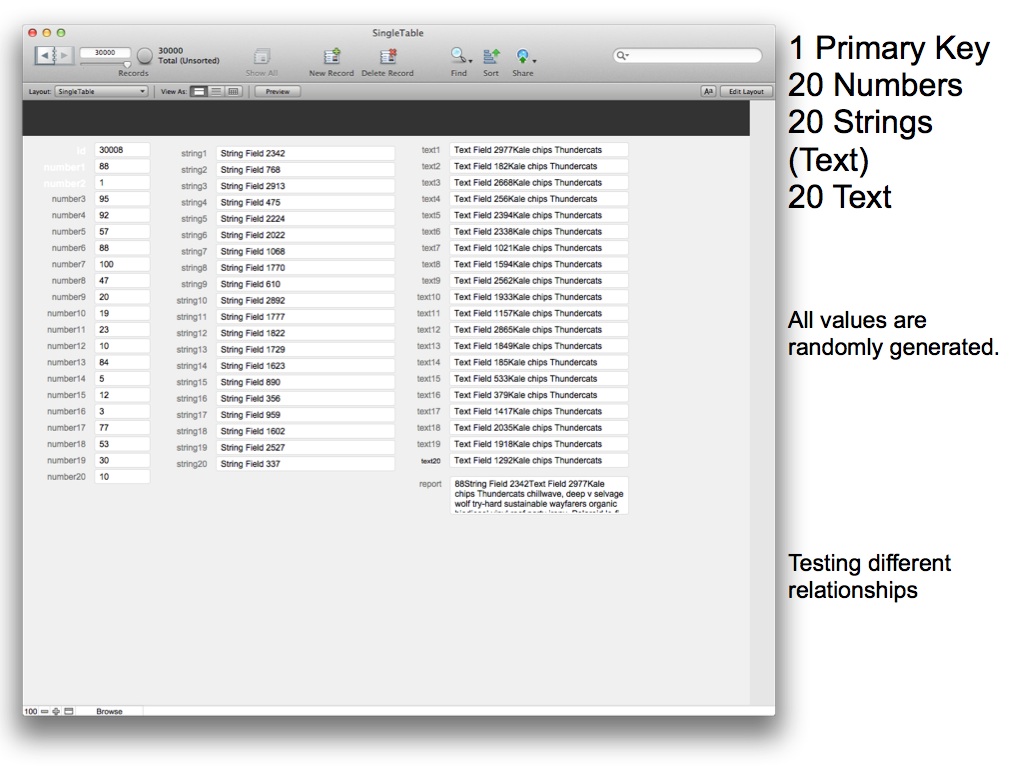 SingleTable
30000
30000
Total (Unsorted)
Records
Show All
New Record
Delete Record
Find
Sort
Share
Layout: SingleTable
View As:
Preview
Aa
Edit Layout
id 30008
number1 88
number2 1
number3 95
number4 92
number5 57
number6 88
number7 100
number8 47
number9 20
number10 19
number11 23
number12 10
number13 84
number14 5
number15 12
number16 3
number17 77
number18 53
number19 30
number20 10
string1 String Field 2342
string2 String Field 768
string3 String Field 2913
string4 String Field 475
string5 String Field 2224
string6 String Field 2022
string7 String Field 1068
string8 String Field 1770
string9 String Field 610
string10 String Field 2892
string11 String Field 1777
string12 String Field 1822
string13 String Field 1729
string14 String Field 1623
string15 String Field 890
string16 String Field 356
string17 String Field 959
string18 String Field 1602
string19 String Field 2527
string20 String Field 337
text1 Text Field 2977Kale chips Thundercats
text2 Text Field 182Kale chips Thundercats
text3 Text Field 2668Kale chips Thundercats
text4 Text Field 256Kale chips Thundercats
text5 Text Field 2394Kale chips Thundercats
text6 Text Field 2338Kale chips Thundercats
text7 Text Field 1021Kale chips Thundercats
text8 Text Field 1594Kale chips Thundercats
text9 Text Field 2562Kale chips Thundercats
text10 Text Field 1933Kale chips Thundercats
text11 Text Field 1157Kale chips Thundercats
text12 Text Field 2865Kale chips Thundercats
text13 Text Field 1849Kale chips Thundercats
text14 Text Field 185Kale chips Thundercats
text15 Text Field 533Kale chips Thundercats
text16 Text Field 379Kale chips Thundercats
text17 Text Field 1417Kale chips Thundercats
text18 Text Field 2035Kale chips Thundercats
text19 Text Field 1918Kale chips Thundercats
text20 Text Field 1292Kale chips Thundercats
report 88String Field 2342Text Field 2977Kale
chips Thundercats chillwave, deep v selvage
wolf try-hard sustainable wayfarers organic
100
Browse
1 Primary Key
20 Numbers
20 Strings
(Text)
20 Text
All values are
randomly generated.
Testing different
relationships